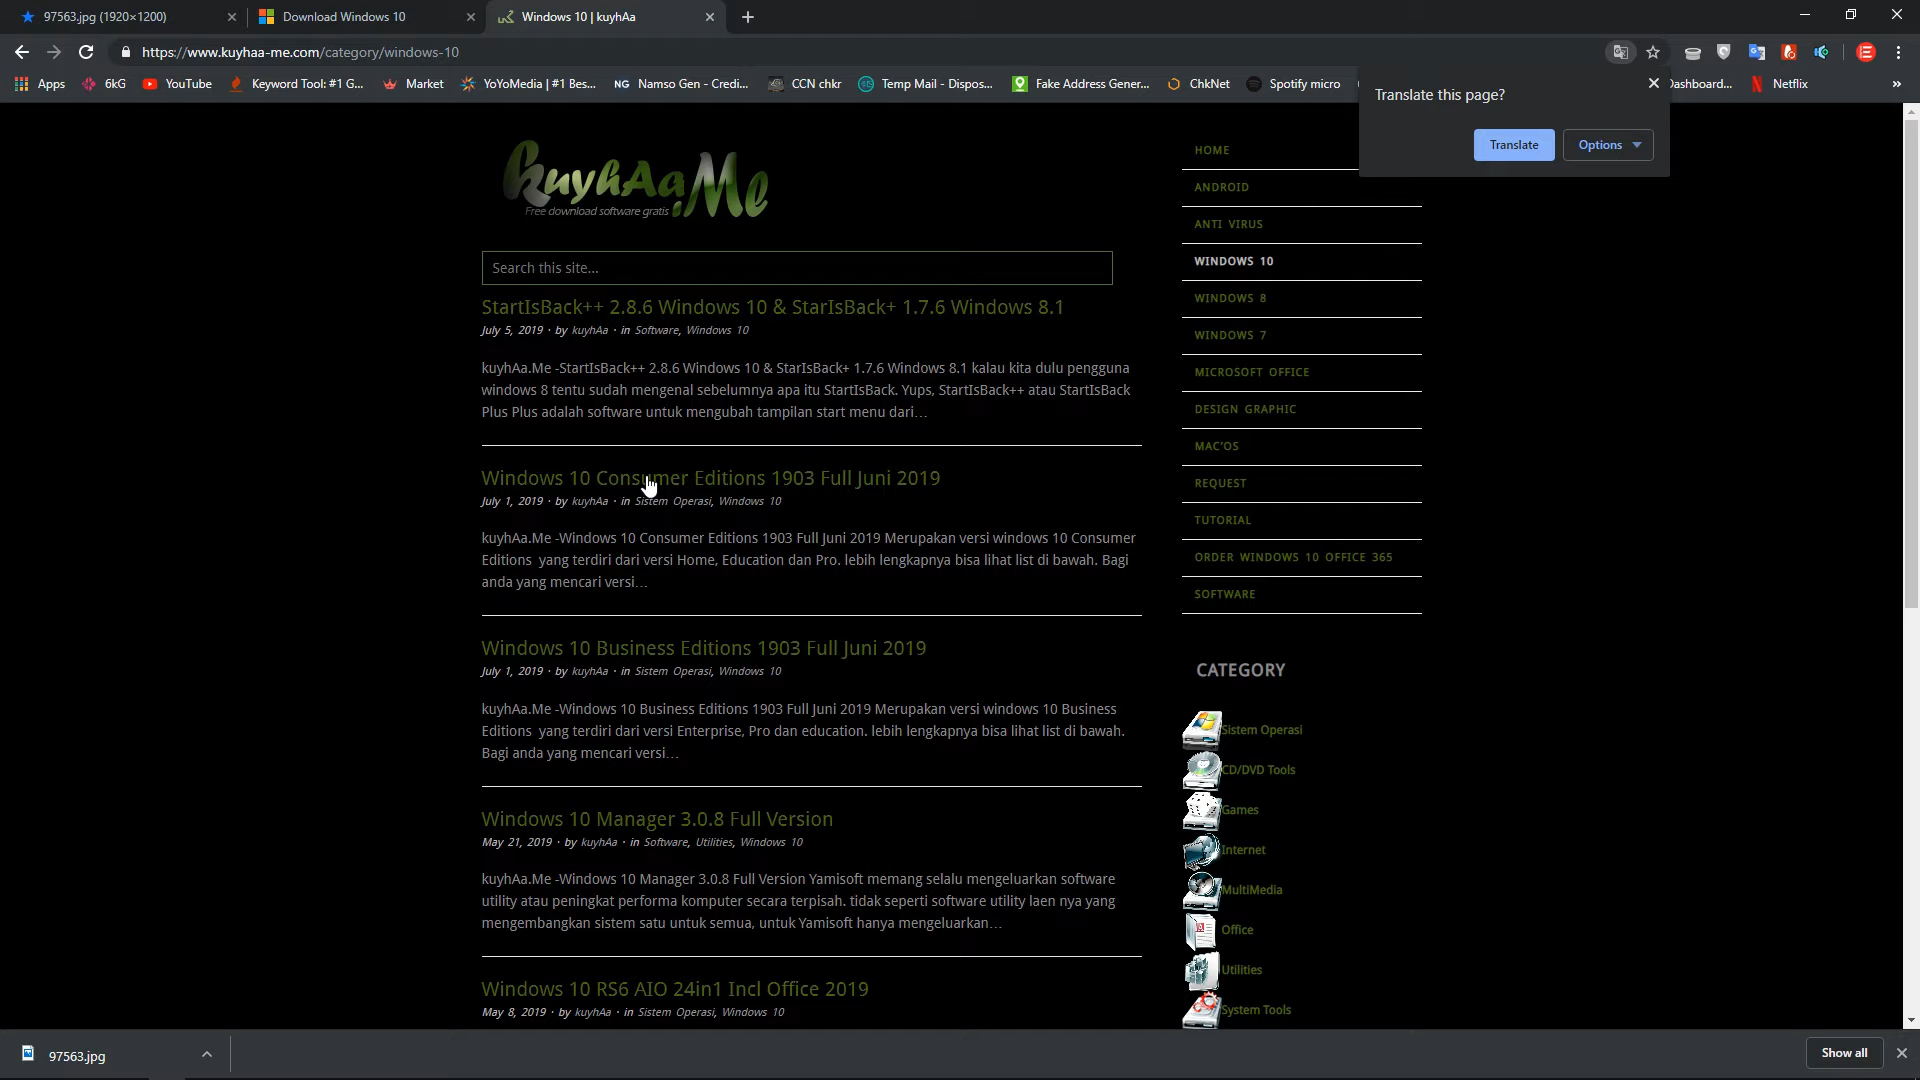 97563.jpg (1920×1200)
Download Windows 10
Windows 10 | kuyhAa
https://www.kuyhaa-me.com/category/windows-10
Apps
6kG
YouTube
Keyword Tool: #1 G...
Market
YoYoMedia | #1 Bes...
NG Namso Gen - Credi...
CCN chkr
Temp Mail - Dispos...
Fake Address Gener...
ChkNet
Spotify micro
Dashboard...
Netflix
»
Translate this page?
Translate
Options
kuyhAa.Me
Free download software gratis
Search this site...
StartIsBack++ 2.8.6 Windows 10 & StarIsBack+ 1.7.6 Windows 8.1
July 5, 2019 · by kuyhAa · in Software, Windows 10
kuyhAa.Me -StartIsBack++ 2.8.6 Windows 10 & StarIsBack+ 1.7.6 Windows 8.1 kalau kita dulu pengguna
windows 8 tentu sudah mengenal sebelumnya apa itu StartIsBack. Yups, StartIsBack++ atau StartIsBack
Plus Plus adalah software untuk mengubah tampilan start menu dari…
Windows 10 Consumer Editions 1903 Full Juni 2019
July 1, 2019 · by kuyhAa · in Sistem Operasi, Windows 10
kuyhAa.Me -Windows 10 Consumer Editions 1903 Full Juni 2019 Merupakan versi windows 10 Consumer
Editions yang terdiri dari versi Home, Education dan Pro. lebih lengkapnya bisa lihat list di bawah. Bagi
anda yang mencari versi…
Windows 10 Business Editions 1903 Full Juni 2019
July 1, 2019 · by kuyhAa · in Sistem Operasi, Windows 10
kuyhAa.Me -Windows 10 Business Editions 1903 Full Juni 2019 Merupakan versi windows 10 Business
Editions yang terdiri dari versi Enterprise, Pro dan education. lebih lengkapnya bisa lihat list di bawah.
Bagi anda yang mencari versi…
Windows 10 Manager 3.0.8 Full Version
May 21, 2019 · by kuyhAa · in Software, Utilities, Windows 10
kuyhAa.Me -Windows 10 Manager 3.0.8 Full Version Yamisoft memang selalu mengeluarkan software
utility atau peningkat performa komputer secara terpisah. tidak seperti software utility laen nya yang
mengembangkan sistem satu untuk semua, untuk Yamisoft hanya mengeluarkan…
Windows 10 RS6 AIO 24in1 Incl Office 2019
May 8, 2019 · by kuyhAa · in Sistem Operasi, Windows 10
HOME
ANDROID
ANTI VIRUS
WINDOWS 10
WINDOWS 8
WINDOWS 7
MICROSOFT OFFICE
DESIGN GRAPHIC
MAC'OS
REQUEST
TUTORIAL
ORDER WINDOWS 10 OFFICE 365
SOFTWARE
CATEGORY
Sistem Operasi
CD/DVD Tools
Games
Internet
MultiMedia
Office
Utilities
System Tools
97563.jpg
Show all